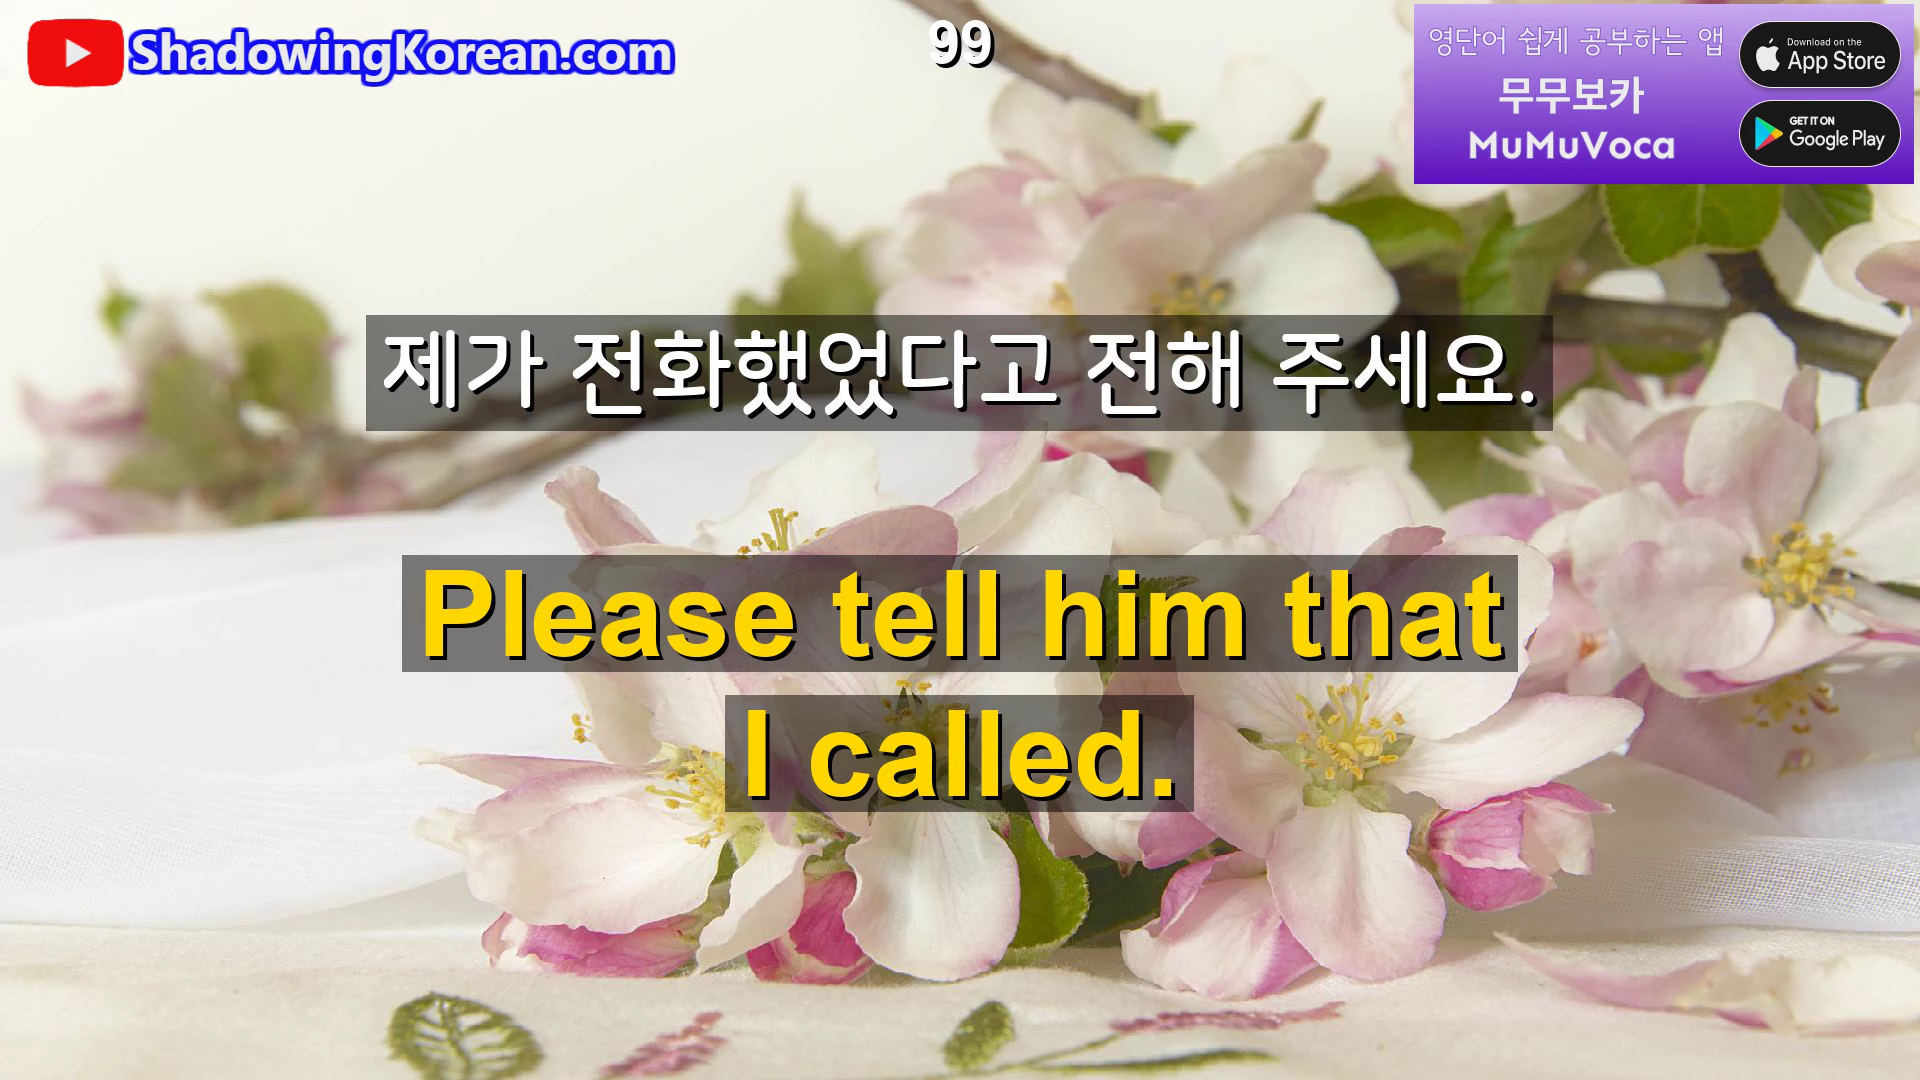 ShadowingKorean.com
99
영단어 쉽게 공부하는 앱
무무보카
MuMuVoca
Download on the
App Store
GET IT ON
Google Play
제가 전화했었다고 전해 주세요.
Please tell him that
I called.